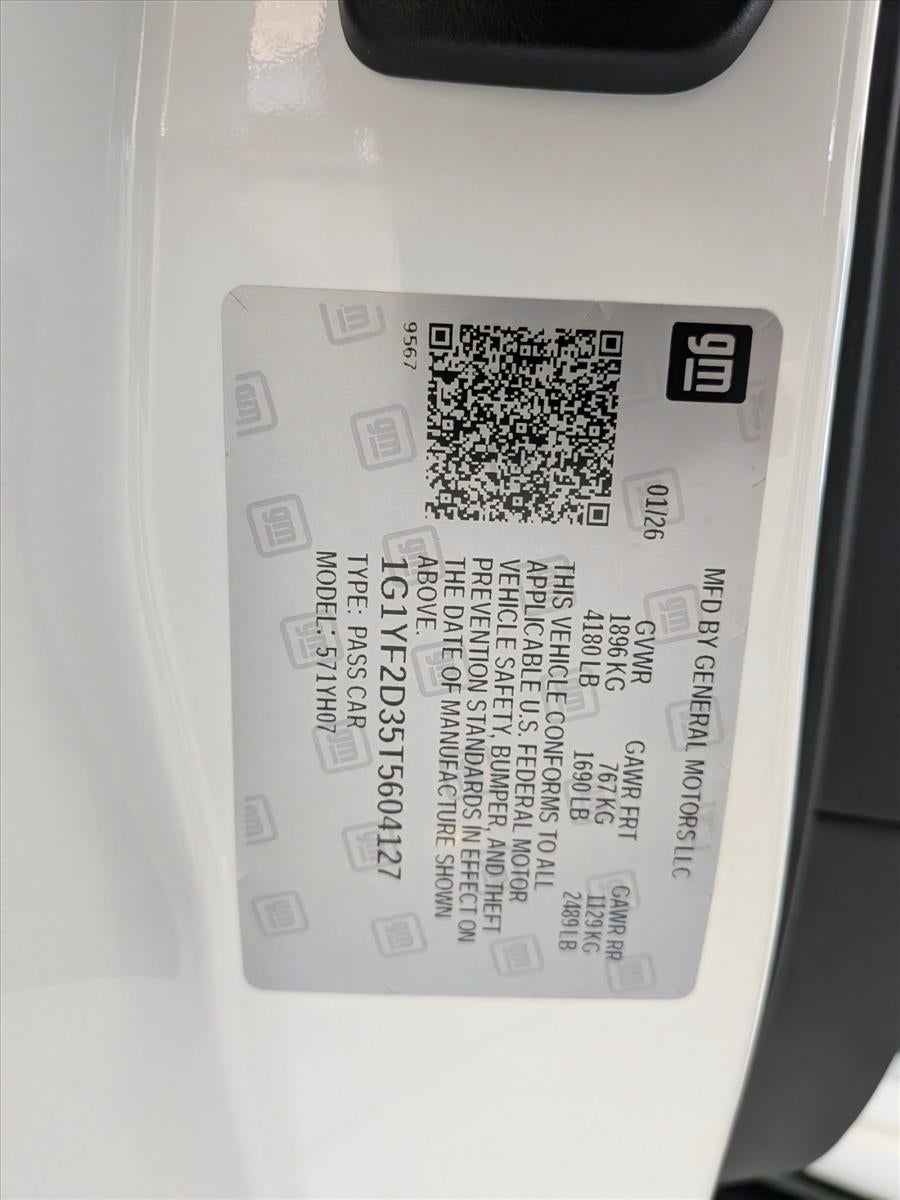 gm
01/26
MFD BY GENERAL MOTORS LLC
GVWR GAWR FRT GAWR RR
1896 KG 767 KG 1129 KG
4180 LB 1690 LB 2489 LB
THIS VEHICLE CONFORMS TO ALL
APPLICABLE U.S. FEDERAL MOTOR
VEHICLE SAFETY, BUMPER, AND THEFT
PREVENTION STANDARDS IN EFFECT ON
THE DATE OF MANUFACTURE SHOWN
ABOVE.
1G1YF2D35T5604127
TYPE: PASS CAR
MODEL: 571YH07
9567